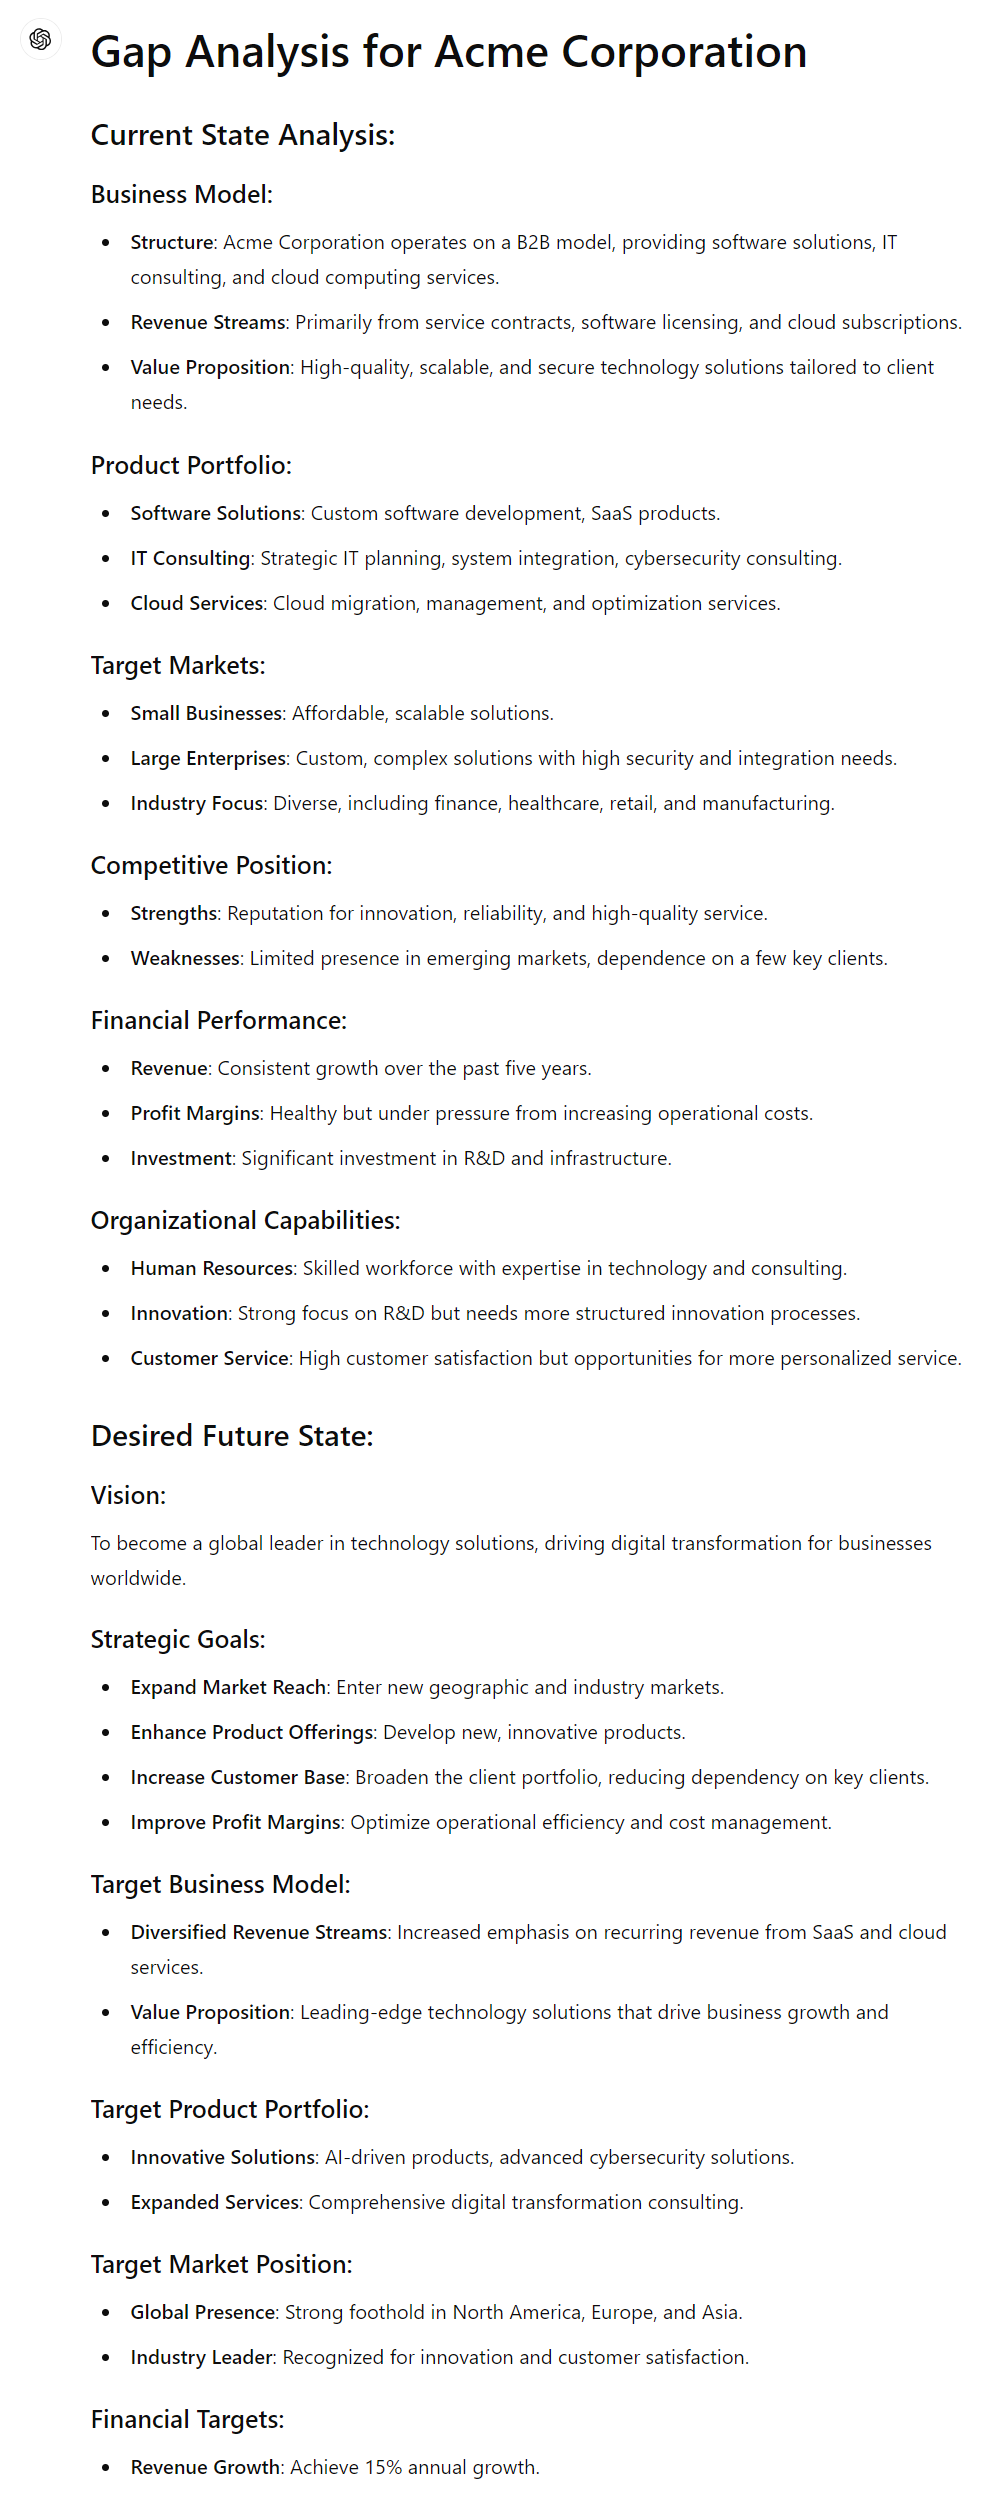 Gap Analysis for Acme Corporation
Current State Analysis:
Business Model:
Structure: Acme Corporation operates on a B2B model, providing software solutions, IT
consulting, and cloud computing services.
Revenue Streams: Primarily from service contracts, software licensing, and cloud subscriptions.
Value Proposition: High-quality, scalable, and secure technology solutions tailored to client
needs.
Product Portfolio:
Software Solutions: Custom software development, SaaS products.
IT Consulting: Strategic IT planning, system integration, cybersecurity consulting.
Cloud Services: Cloud migration, management, and optimization services.
Target Markets:
Small Businesses: Affordable, scalable solutions.
Large Enterprises: Custom, complex solutions with high security and integration needs.
Industry Focus: Diverse, including finance, healthcare, retail, and manufacturing.
Competitive Position:
Strengths: Reputation for innovation, reliability, and high-quality service.
Weaknesses: Limited presence in emerging markets, dependence on a few key clients.
Financial Performance:
Revenue: Consistent growth over the past five years.
Profit Margins: Healthy but under pressure from increasing operational costs.
Investment: Significant investment in R&D and infrastructure.
Organizational Capabilities:
Human Resources: Skilled workforce with expertise in technology and consulting.
Innovation: Strong focus on R&D but needs more structured innovation processes.
Customer Service: High customer satisfaction but opportunities for more personalized service.
Desired Future State:
Vision:
To become a global leader in technology solutions, driving digital transformation for businesses
worldwide.
Strategic Goals:
Expand Market Reach: Enter new geographic and industry markets.
Enhance Product Offerings: Develop new, innovative products.
Increase Customer Base: Broaden the client portfolio, reducing dependency on key clients.
Improve Profit Margins: Optimize operational efficiency and cost management.
Target Business Model:
Diversified Revenue Streams: Increased emphasis on recurring revenue from SaaS and cloud
services.
Value Proposition: Leading-edge technology solutions that drive business growth and
efficiency.
Target Product Portfolio:
Innovative Solutions: AI-driven products, advanced cybersecurity solutions.
Expanded Services: Comprehensive digital transformation consulting.
Target Market Position:
Global Presence: Strong foothold in North America, Europe, and Asia.
Industry Leader: Recognized for innovation and customer satisfaction.
Financial Targets:
Revenue Growth: Achieve 15% annual growth.